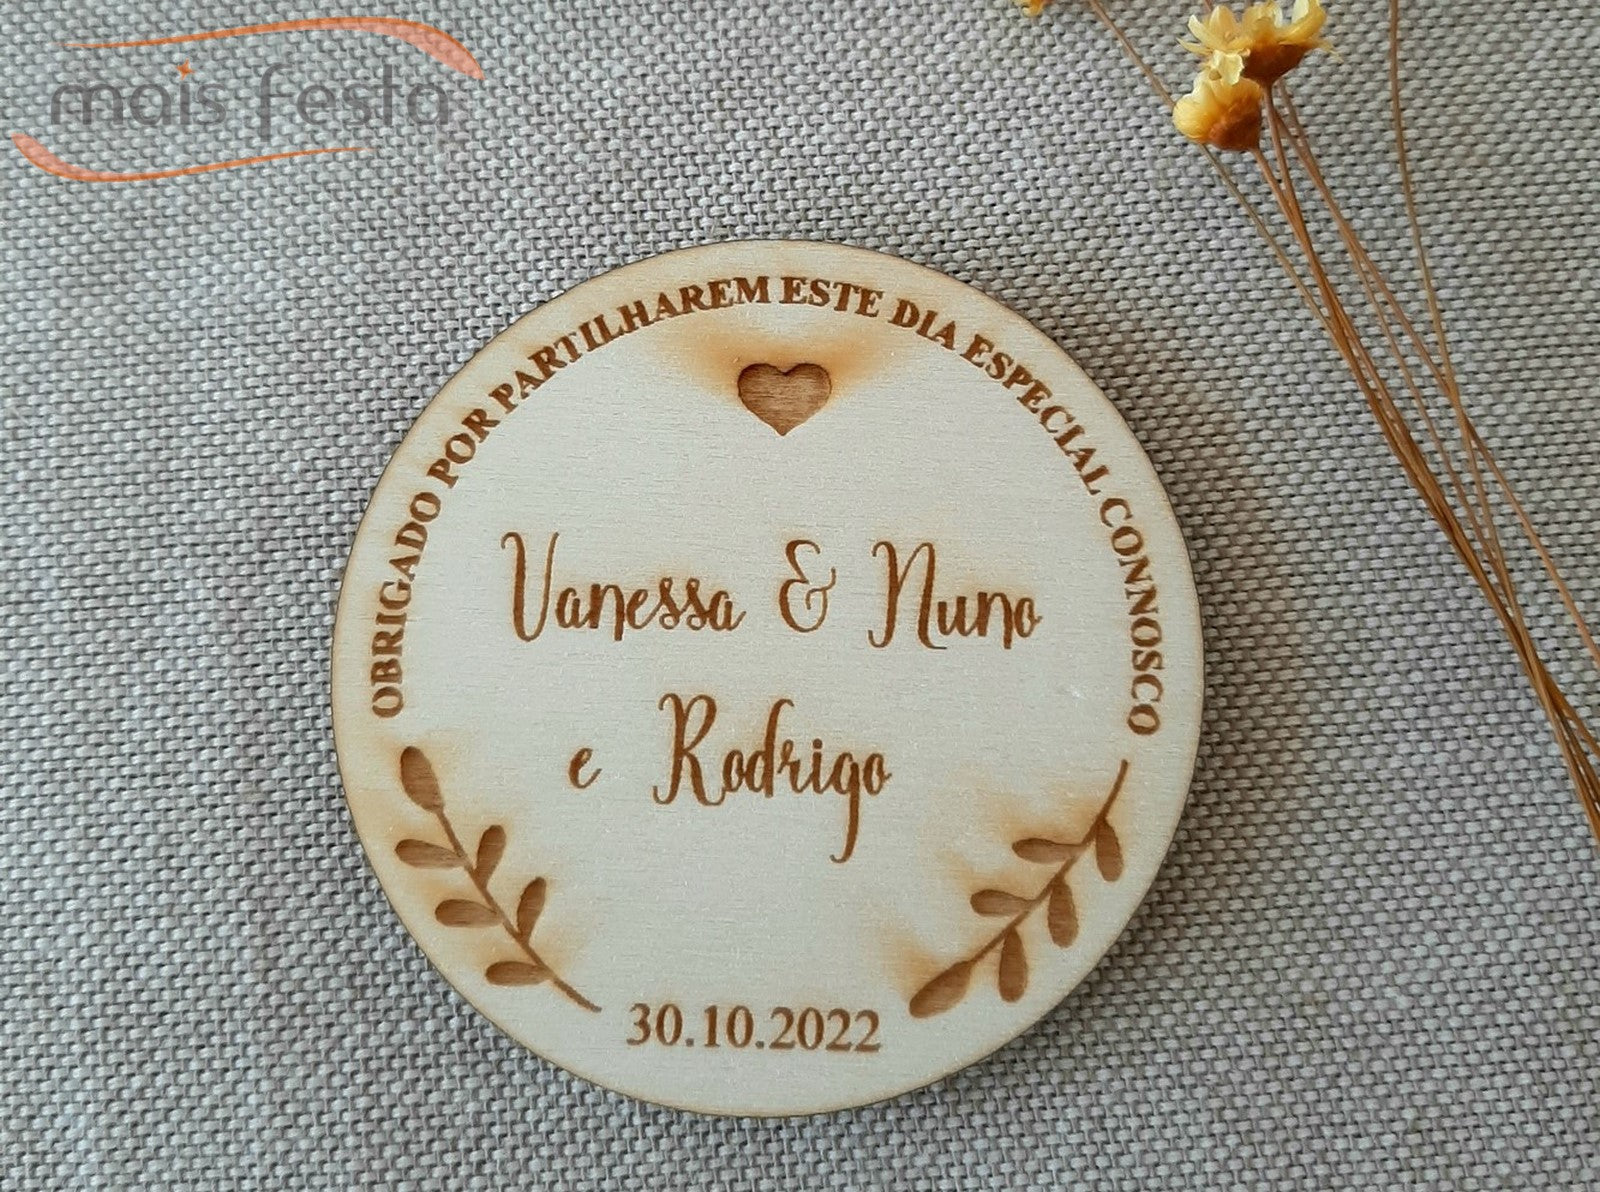 mais festa
OBRIGADO POR PARTILHAREM ESTE DIA ESPECIAL CONNOSCO
Vanessa & Nuno
e Rodrigo
30.10.2022